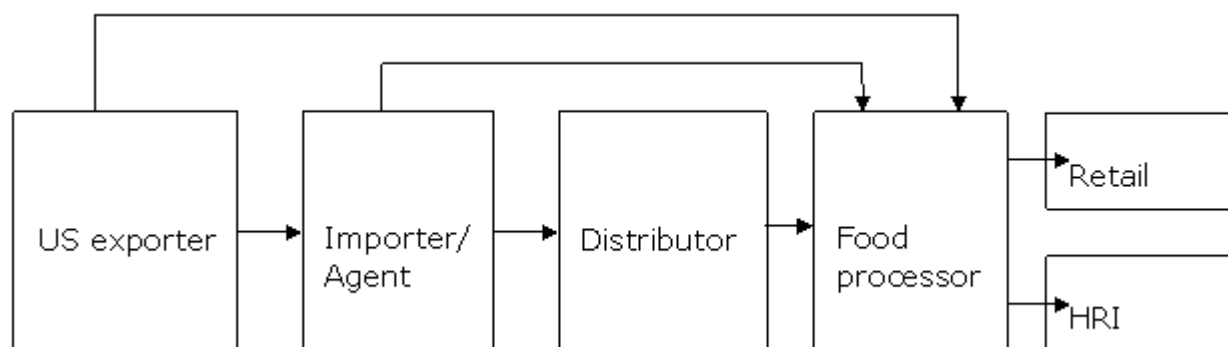 US exporter
Importer/
Agent
Distributor
Food
processor
Retail
HRI